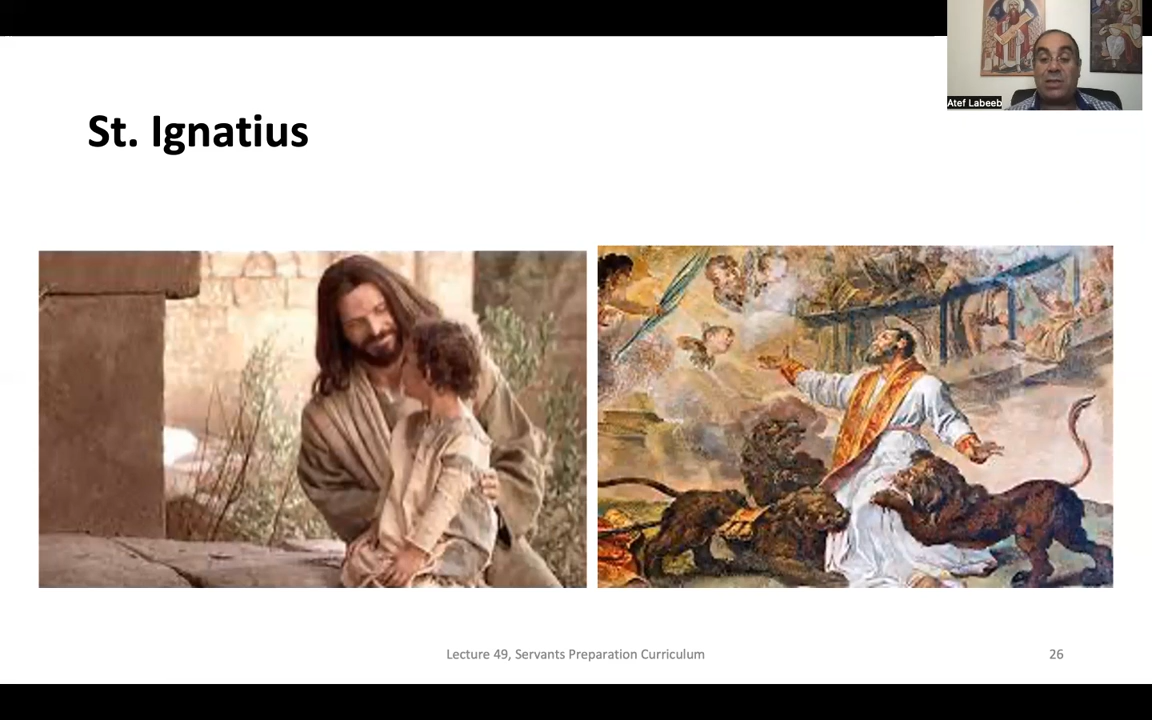 Atef Labeeb
St. Ignatius
Lecture 49, Servants Preparation Curriculum
26